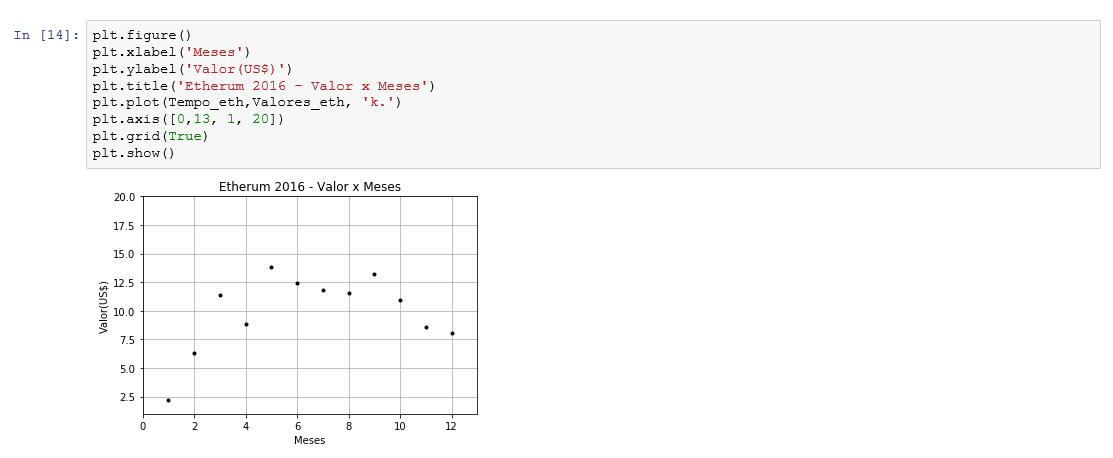 In [14]:
plt.figure()
plt.xlabel('Meses')
plt.ylabel('Valor(US$)')
plt.title('Etherum 2016 - Valor x Meses')
plt.plot(Tempo_eth,Valores_eth, 'k.')
plt.axis([0,13, 1, 20])
plt.grid(True)
plt.show()
Etherum 2016 - Valor x Meses
20.0
17.5
15.0
12.5
10.0
7.5
5.0
2.5
Valor(US$)
0 2 4 6 8 10 12
Meses